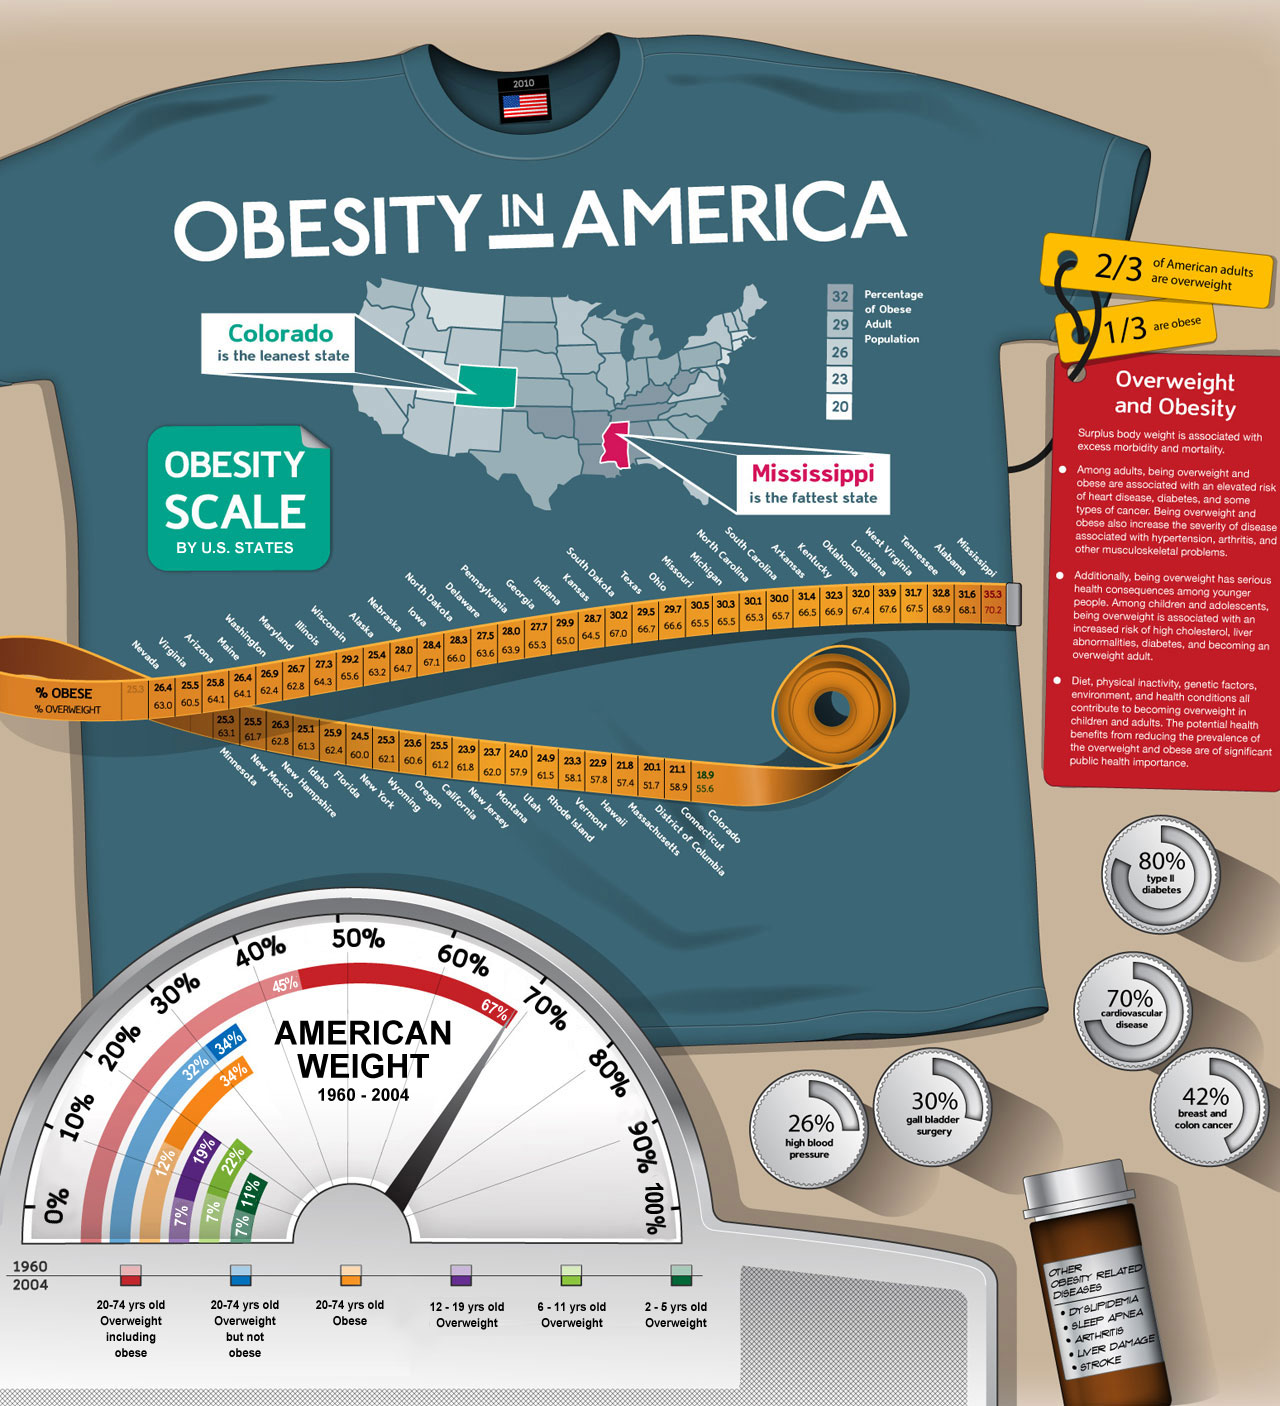 2010
OBESITY IN AMERICA
Colorado
is the leanest state
Mississippi
is the fattest state
32
29
26
23
20
Percentage
of Obese
Adult
Population
2/3 of American adults
are overweight
1/3 are obese
Overweight
and Obesity
Surplus body weight is associated with
excess morbidity and mortality.
Among adults, being overweight and
obese are associated with an elevated risk
of heart disease, diabetes, and some
types of cancer. Being overweight and
obese also increase the severity of disease
associated with hypertension, arthritis, and
other musculoskeletal problems.
Additionally, being overweight has serious
health consequences among younger
people. Among children and adolescents,
being overweight is associated with an
increased risk of high cholesterol, liver
abnormalities, diabetes, and becoming an
overweight adult.
Diet, physical inactivity, genetic factors,
environment, and health conditions all
contribute to becoming overweight in
children and adults. The potential health
benefits from reducing the prevalence of
the overweight and obese are of significant
public health importance.
OBESITY
SCALE
BY U.S. STATES
Nevada
Virginia
Arizona
Maine
Washington
Maryland
Illinois
Wisconsin
Alaska
Nebraska
Iowa
North Dakota
Delaware
Pennsylvania
Georgia
Indiana
Kansas
South Dakota
Texas
Ohio
Missouri
Michigan
North Carolina
South Carolina
Arkansas
Kentucky
Oklahoma
Louisiana
West Virginia
Tennessee
Alabama
Mississippi
% OBESE 25.3 26.4 25.5 25.8 26.4 26.9 26.7 27.3 29.2 25.4 28.0 28.4 28.3 27.5 28.0 27.7 29.9 28.7 30.2 29.5 29.7 30.5 30.3 30.1 30.0 31.4 32.3 32.0 33.9 31.7 32.8 31.6 35.3
% OVERWEIGHT 63.0 60.5 64.1 64.1 62.4 62.8 64.3 65.6 63.2 64.7 67.1 66.0 63.6 63.9 65.3 65.0 64.5 67.0 66.7 66.6 65.5 65.5 65.3 65.7 66.5 66.9 67.4 67.6 67.5 68.9 68.1 70.2
25.3 25.5 26.3 25.1 25.9 24.5 25.3 23.6 25.5 23.9 23.7 24.0 24.9 23.3 22.9 21.8 20.1 21.1 18.9
63.1 61.7 62.8 61.3 62.4 60.0 62.1 60.6 61.2 61.8 62.0 57.9 61.5 58.1 57.8 57.4 51.7 58.9 55.6
Minnesota
New Mexico
New Hampshire
Idaho
Florida
New York
Wyoming
Oregon
California
New Jersey
Montana
Utah
Rhode Island
Vermont
Hawaii
Massachusetts
District of Columbia
Connecticut
Colorado
80%
type II
diabetes
70%
cardiovascular
disease
42%
breast and
colon cancer
30%
gall bladder
surgery
26%
high blood
pressure
0%
10%
20%
30%
40%
50%
60%
70%
80%
90%
100%
AMERICAN
WEIGHT
1960 - 2004
45%
67%
32%
34%
12%
34%
7%
19%
7%
22%
7%
11%
1960
2004
20-74 yrs old
Overweight
including
obese
20-74 yrs old
Overweight
but not
obese
20-74 yrs old
Obese
12 - 19 yrs old
Overweight
6 - 11 yrs old
Overweight
2 - 5 yrs old
Overweight
OTHER
OBESITY RELATED
DISEASES
• DYSLIPIDEMIA
• SLEEP APNEA
• ARTHRITIS
• LIVER DAMAGE
• STROKE